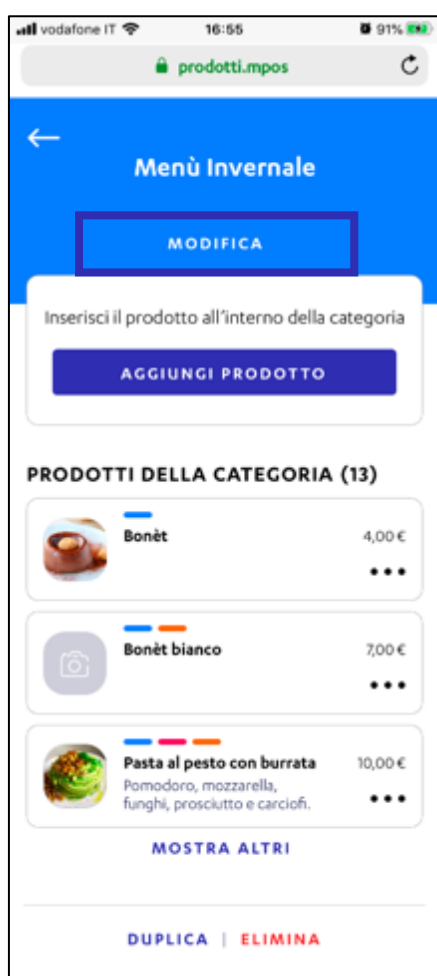 vodafone IT 16:55 91%
prodotti.mpos
Menù Invernale
MODIFICA
Inserisci il prodotto all'interno della categoria
AGGIUNGI PRODOTTO
PRODOTTI DELLA CATEGORIA (13)
Bonèt 4,00 €
Bonèt bianco 7,00 €
Pasta al pesto con burrata 10,00 €
Pomodoro, mozzarella,
funghi, prosciutto e carciofi.
MOSTRA ALTRI
DUPLICA | ELIMINA